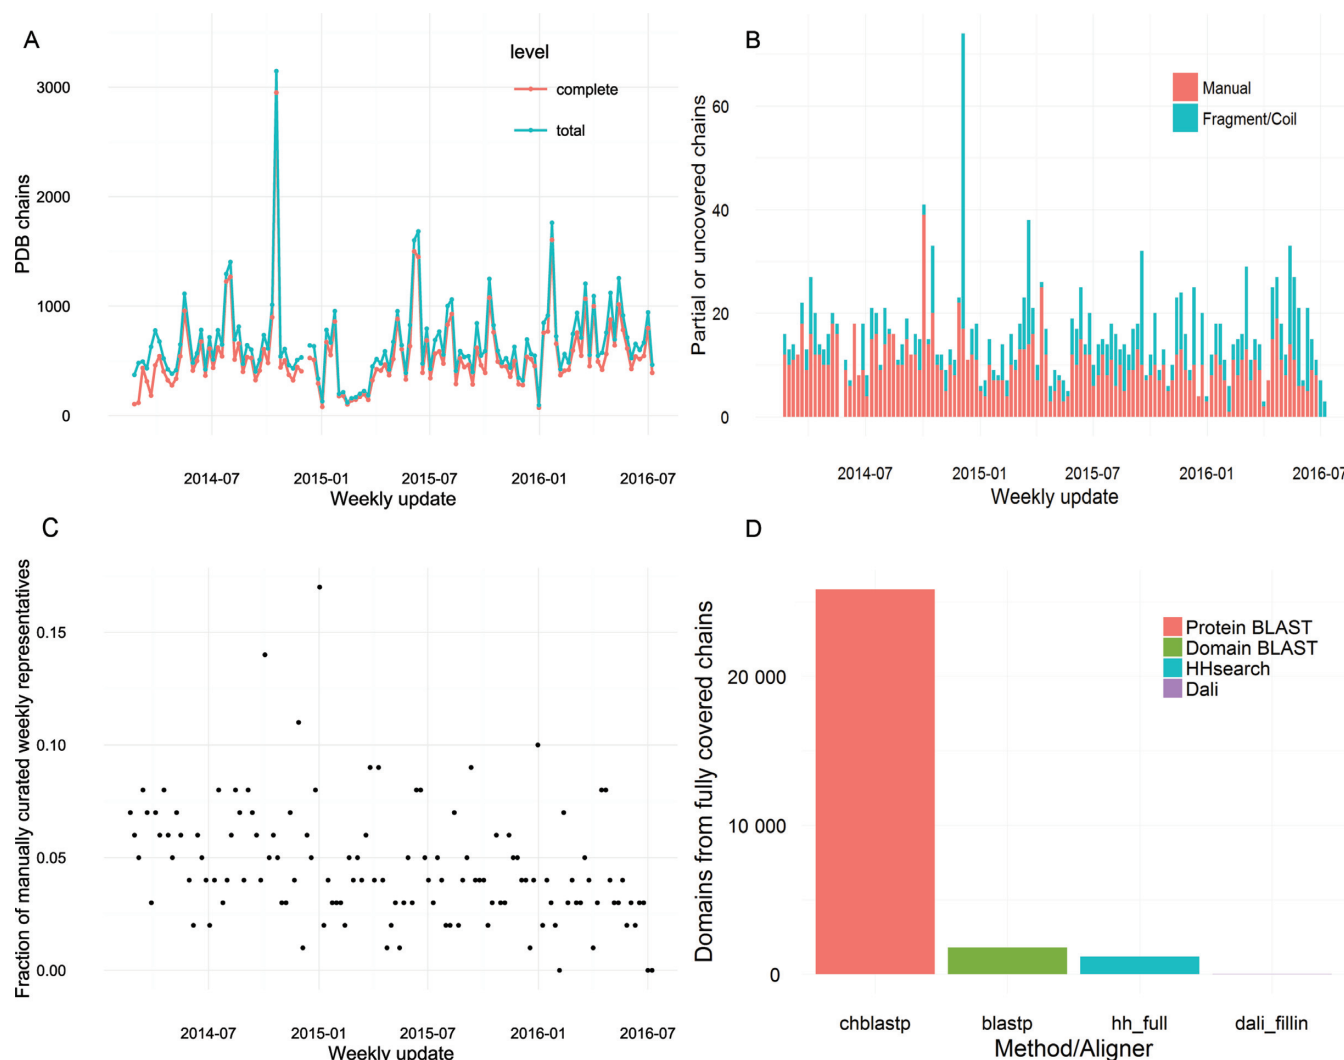 A
level
complete
total
PDB chains
3000
2000
1000
0
2014-07
2015-01
2015-07
2016-01
2016-07
Weekly update
B
Manual
Fragment/Coil
Partial or uncovered chains
60
40
20
0
2014-07
2015-01
2015-07
2016-01
2016-07
Weekly update
C
Fraction of manually curated weekly representatives
0.15
0.10
0.05
0.00
2014-07
2015-01
2015-07
2016-01
2016-07
Weekly update
D
Protein BLAST
Domain BLAST
HHsearch
Dali
Domains from fully covered chains
20 000
10 000
0
chblastp
blastp
hh_full
dali_fillin
Method/Aligner